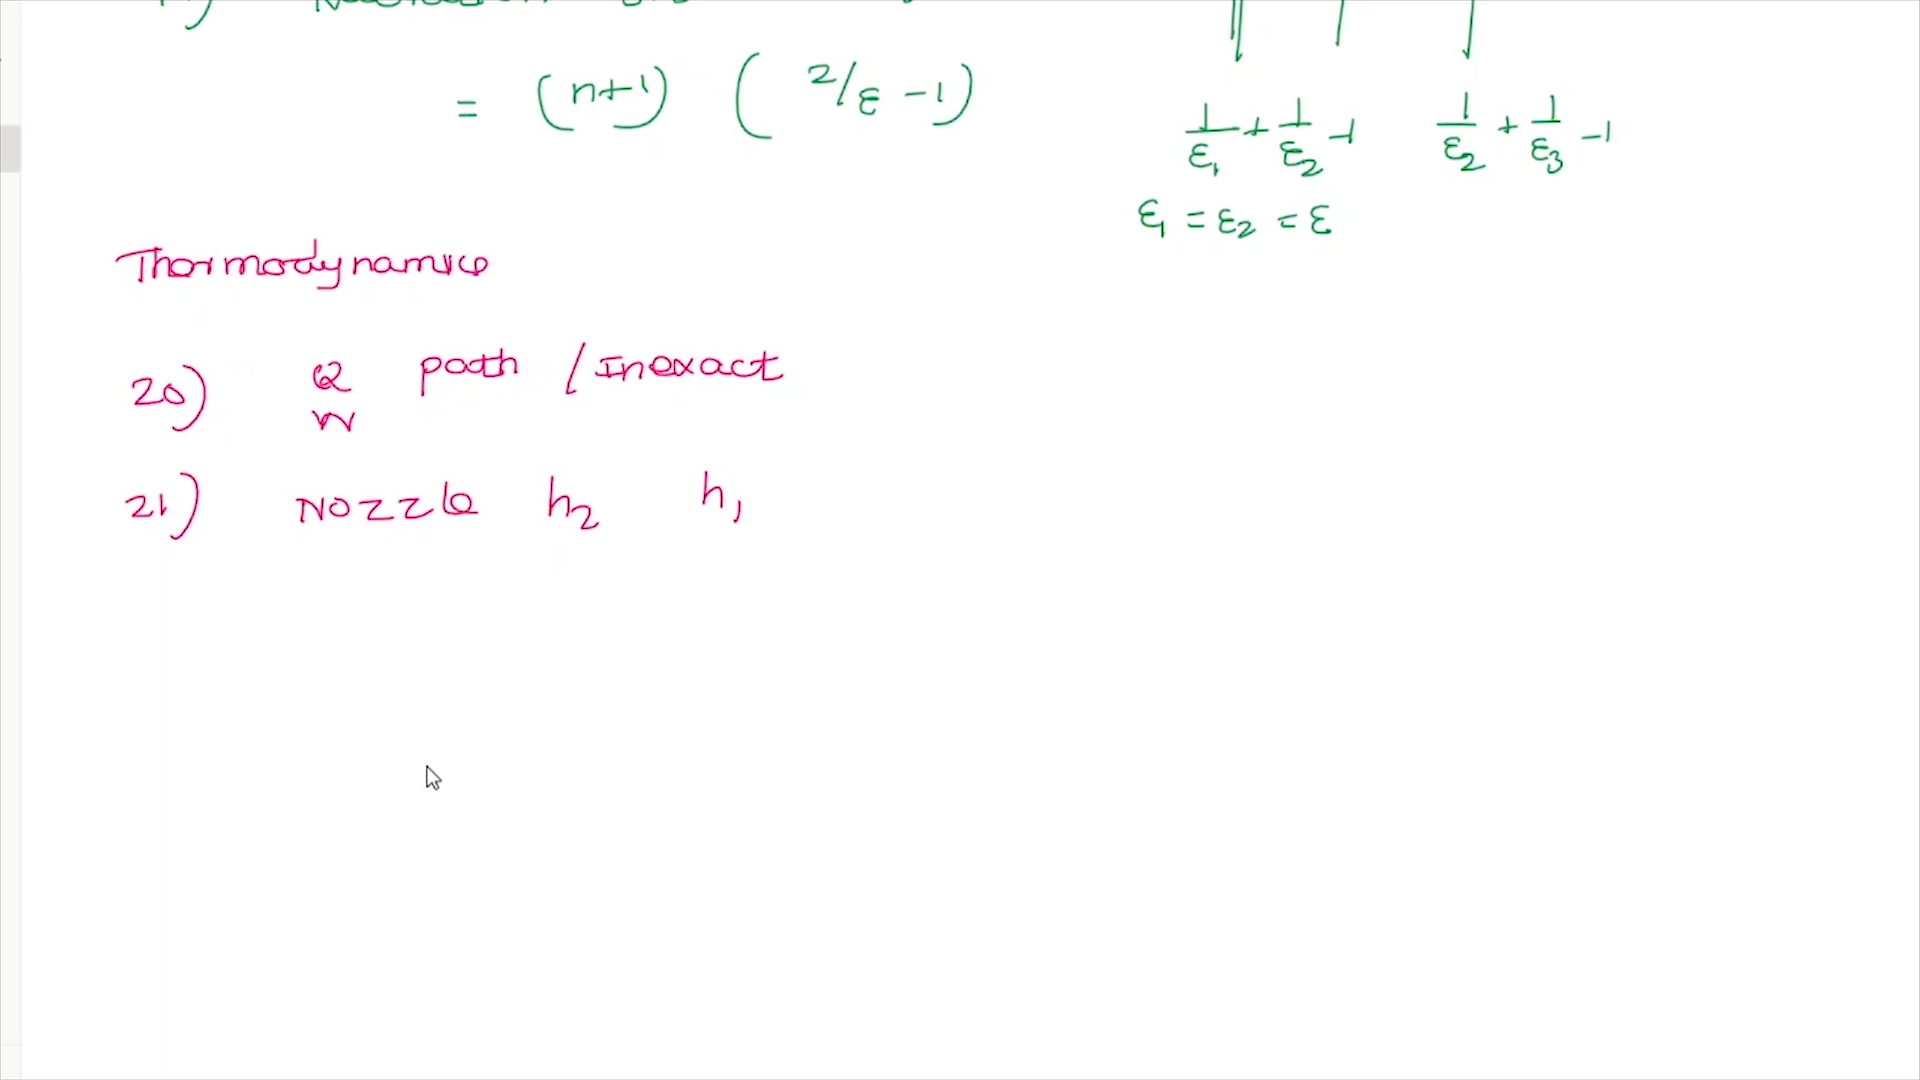 = (n+1) ( 2/ε -1)
1/ε₁ + 1/ε₂ -1 1/ε₂ + 1/ε₃ -1
ε₁ = ε₂ = ε
Thermodynamics
20) Q path / Inexact
W
21) Nozzle h₂ h₁